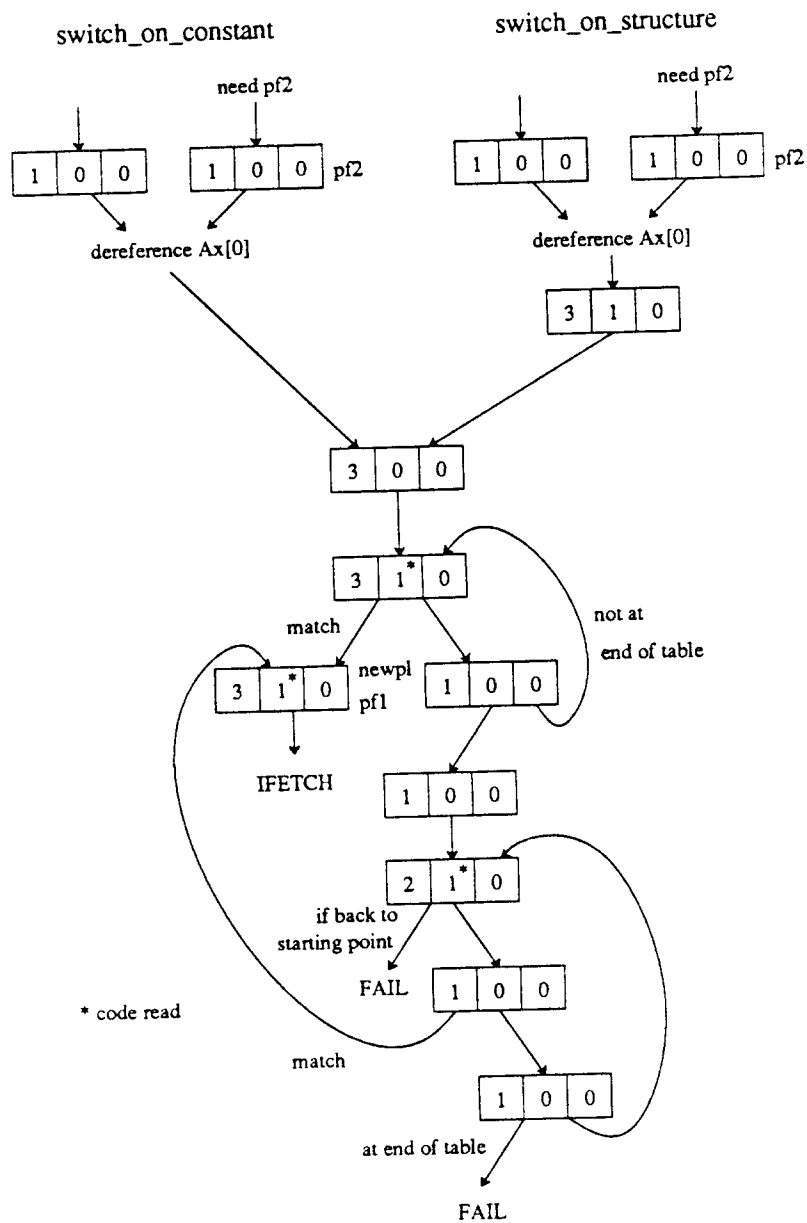 switch_on_constant
switch_on_structure
need pf2
need pf2
1 0 0
1 0 0 pf2
1 0 0
1 0 0 pf2
dereference Ax[0]
dereference Ax[0]
3 1 0
3 0 0
3 1* 0
match
not at
end of table
3 1* 0
newpl
pf1
1 0 0
IFETCH
1 0 0
2 1* 0
if back to
starting point
FAIL
1 0 0
* code read
match
1 0 0
at end of table
FAIL